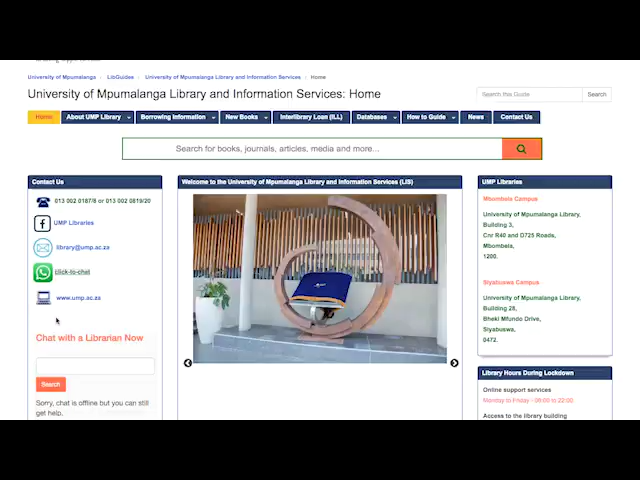 University of Mpumalanga LibGuides University of Mpumalanga Library and Information Services Home
University of Mpumalanga Library and Information Services: Home
Search this Guide Search
Home About UMP Library Borrowing Information New Books Interlibrary Loan (ILL) Databases How to Guide News Contact Us
Search for books, journals, articles, media and more...
Contact Us
013 002 0187/8 or 013 002 0819/20
UMP Libraries
library@ump.ac.za
click-to-chat
www.ump.ac.za
Chat with a Librarian Now
Search
Sorry, chat is offline but you can still
get help.
Welcome to the University of Mpumalanga Library and Information Services (LIS)
UMP Libraries
Mbombela Campus
University of Mpumalanga Library,
Building 3,
Cnr R40 and D725 Roads,
Mbombela,
1200.
Siyabuswa Campus
University of Mpumalanga Library,
Building 28,
Bheki Mfundo Drive,
Siyabuswa,
0472.
Library Hours During Lockdown
Online support services
Monday to Friday - 08:00 to 22:00
Access to the library building